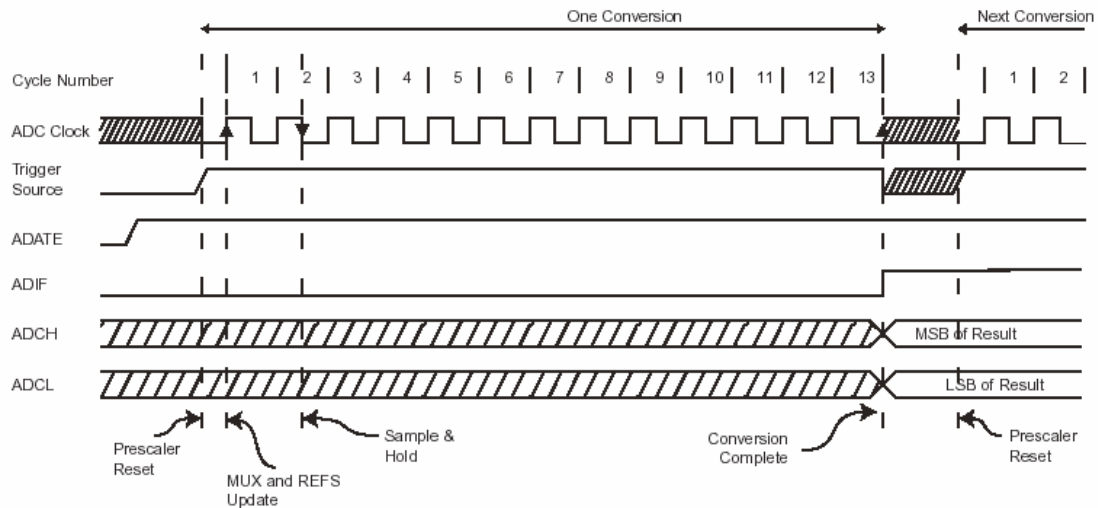 One Conversion
Next Conversion
Cycle Number
1 2 3 4 5 6 7 8 9 10 11 12 13 1 2
ADC Clock
Trigger
Source
ADATE
ADIF
ADCH
MSB of Result
ADCL
LSB of Result
Prescaler
Reset
MUX and REFS
Update
Sample &
Hold
Conversion
Complete
Prescaler
Reset